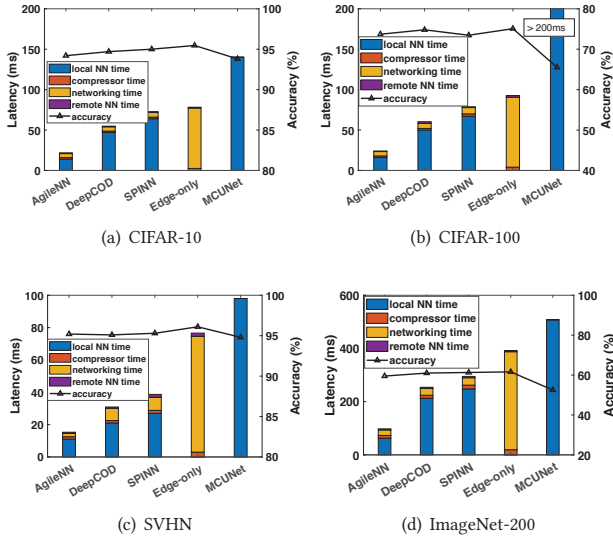 200
150
100
50
0
Latency (ms)
local NN time
compressor time
networking time
remote NN time
accuracy
100
95
90
85
80
Accuracy (%)
AgileNN
DeepCOD
SPINN
Edge-only
MCUNet
(a) CIFAR-10
200
150
100
50
0
Latency (ms)
local NN time
compressor time
networking time
remote NN time
accuracy
> 200ms
80
70
60
50
40
Accuracy (%)
AgileNN
DeepCOD
SPINN
Edge-only
MCUNet
(b) CIFAR-100
100
80
60
40
20
0
Latency (ms)
local NN time
compressor time
networking time
remote NN time
accuracy
100
95
90
85
80
Accuracy (%)
AgileNN
DeepCOD
SPINN
Edge-only
MCUNet
(c) SVHN
600
400
200
0
Latency (ms)
local NN time
compressor time
networking time
remote NN time
accuracy
100
80
60
40
20
Accuracy (%)
AgileNN
DeepCOD
SPINN
Edge-only
MCUNet
(d) ImageNet-200